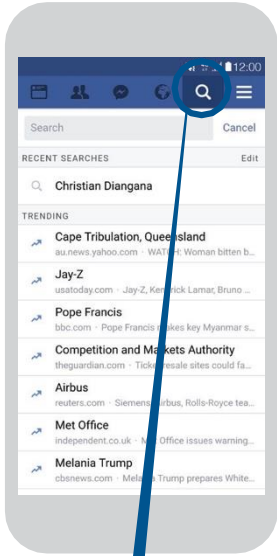 12:00
Search Cancel
RECENT SEARCHES Edit
Christian Diangana
TRENDING
Cape Tribulation, Queensland
au.news.yahoo.com · WATCH: Woman bitten b...
Jay-Z
usatoday.com · Jay-Z, Kendrick Lamar, Bruno ...
Pope Francis
bbc.com · Pope Francis makes key Myanmar s...
Competition and Markets Authority
theguardian.com · Ticket resale sites could fa...
Airbus
reuters.com · Siemens, Airbus, Rolls-Royce tea...
Met Office
independent.co.uk · Met Office issues warning...
Melania Trump
cbsnews.com · Melania Trump prepares White...